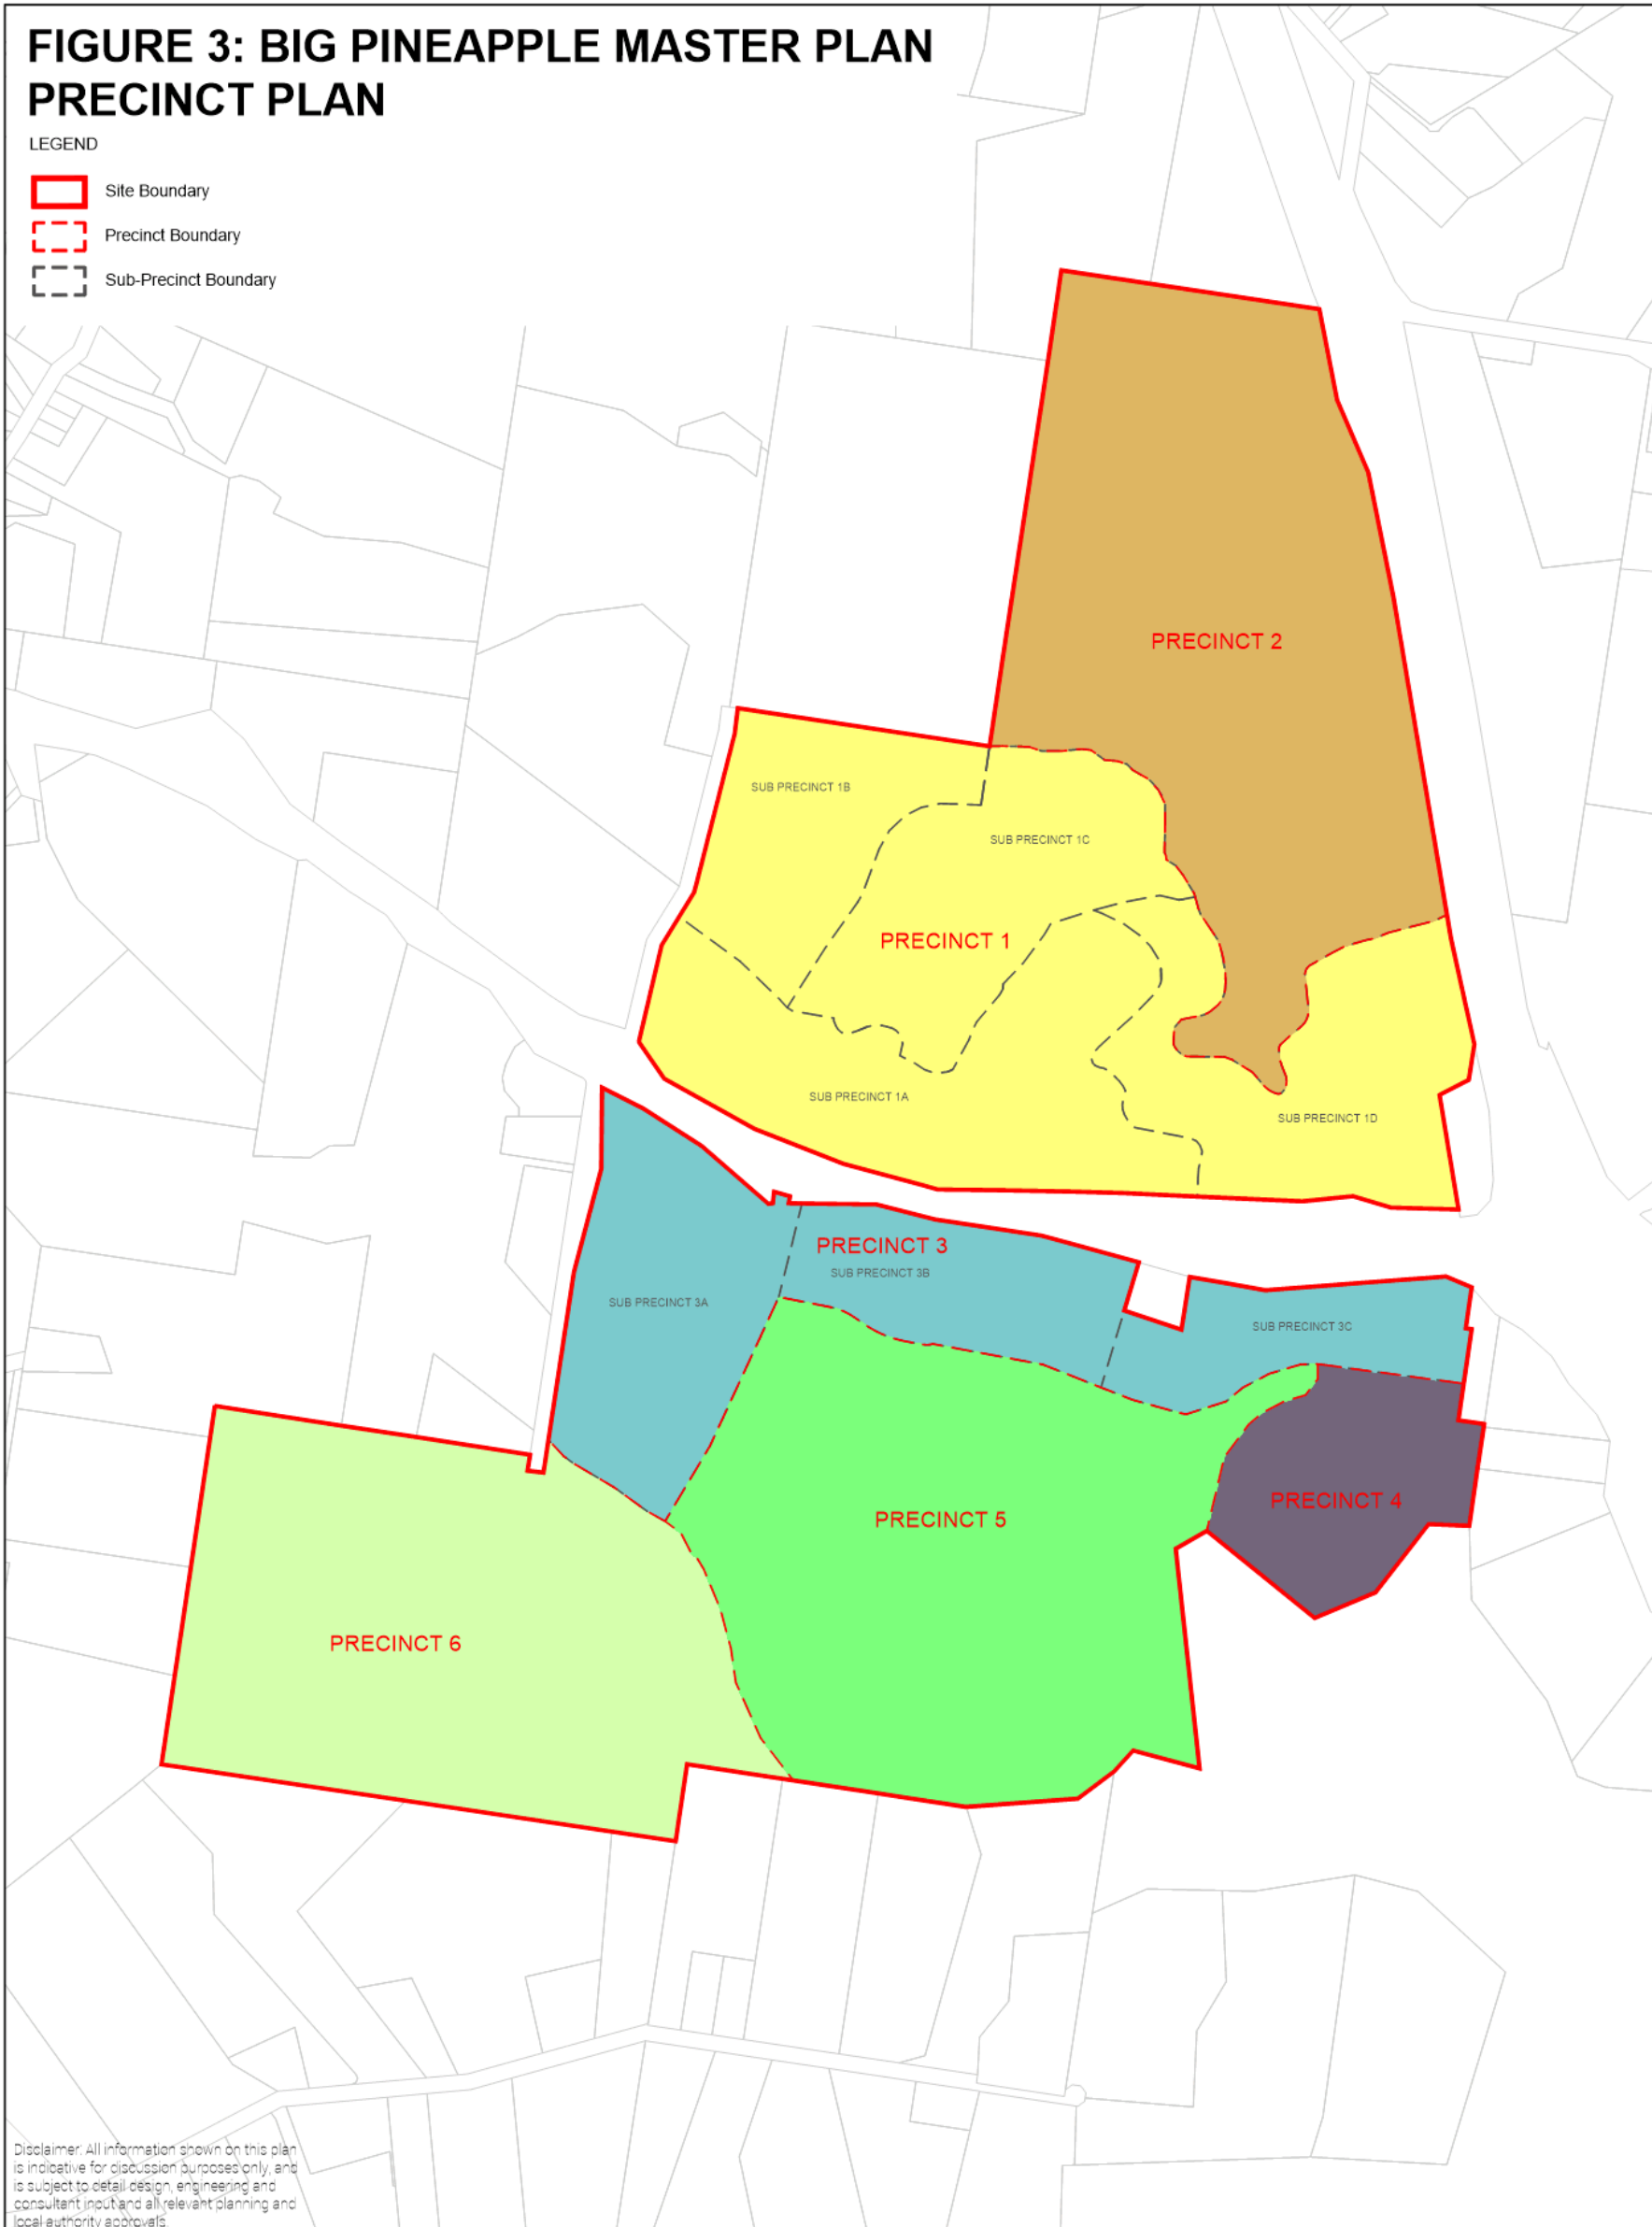 FIGURE 3: BIG PINEAPPLE MASTER PLAN
PRECINCT PLAN
LEGEND
Site Boundary
Precinct Boundary
Sub-Precinct Boundary
PRECINCT 2
SUB PRECINCT 1B
SUB PRECINCT 1C
PRECINCT 1
SUB PRECINCT 1A
SUB PRECINCT 1D
PRECINCT 3
SUB PRECINCT 3B
SUB PRECINCT 3A
SUB PRECINCT 3C
PRECINCT 4
PRECINCT 5
PRECINCT 6
Disclaimer: All information shown on this plan
is indicative for discussion purposes only, and
is subject to detail design, engineering and
consultant input and all relevant planning and
local authority approvals.